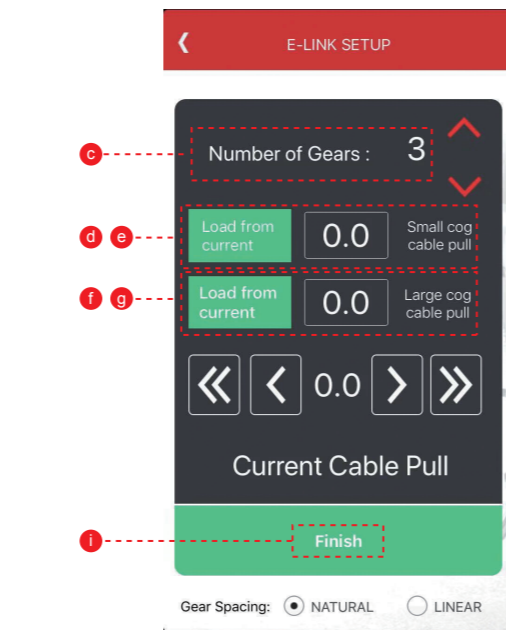 E-LINK SETUP
c
Number of Gears : 3
d e
Load from
current
0.0
Small cog
cable pull
f g
Load from
current
0.0
Large cog
cable pull
0.0
Current Cable Pull
i
Finish
Gear Spacing: NATURAL LINEAR